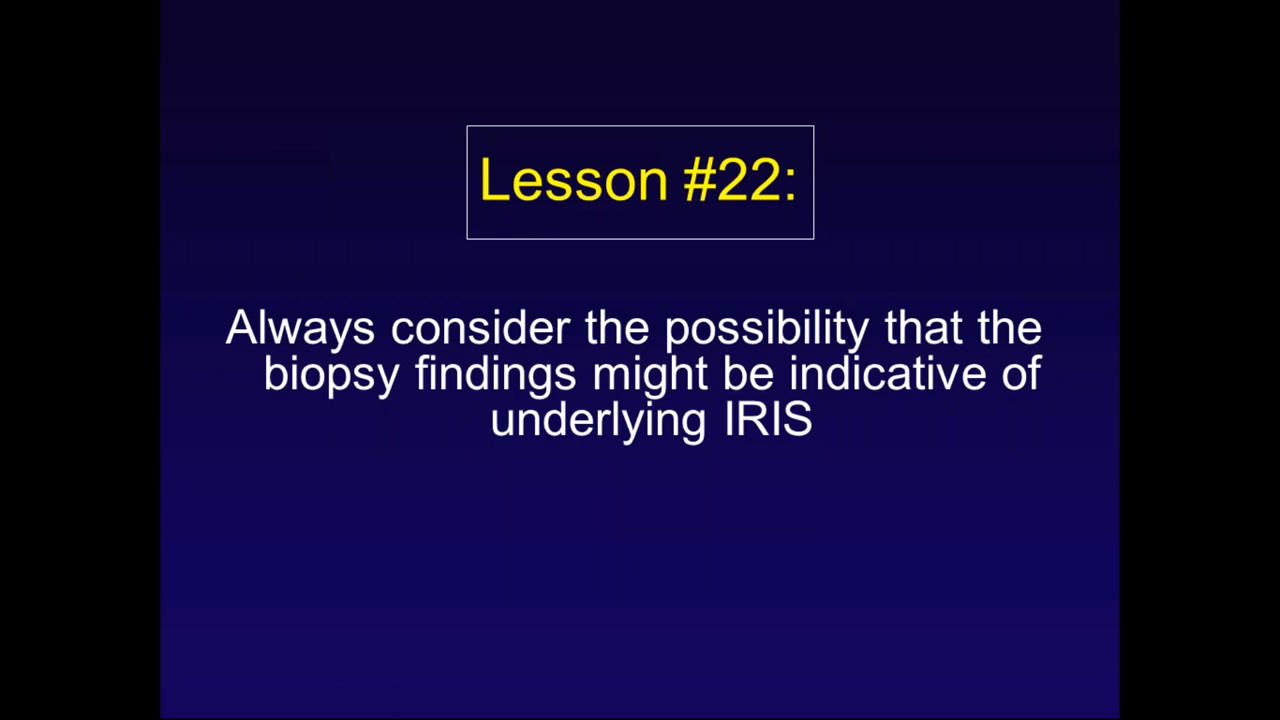 Lesson #22:
Always consider the possibility that the
biopsy findings might be indicative of
underlying IRIS